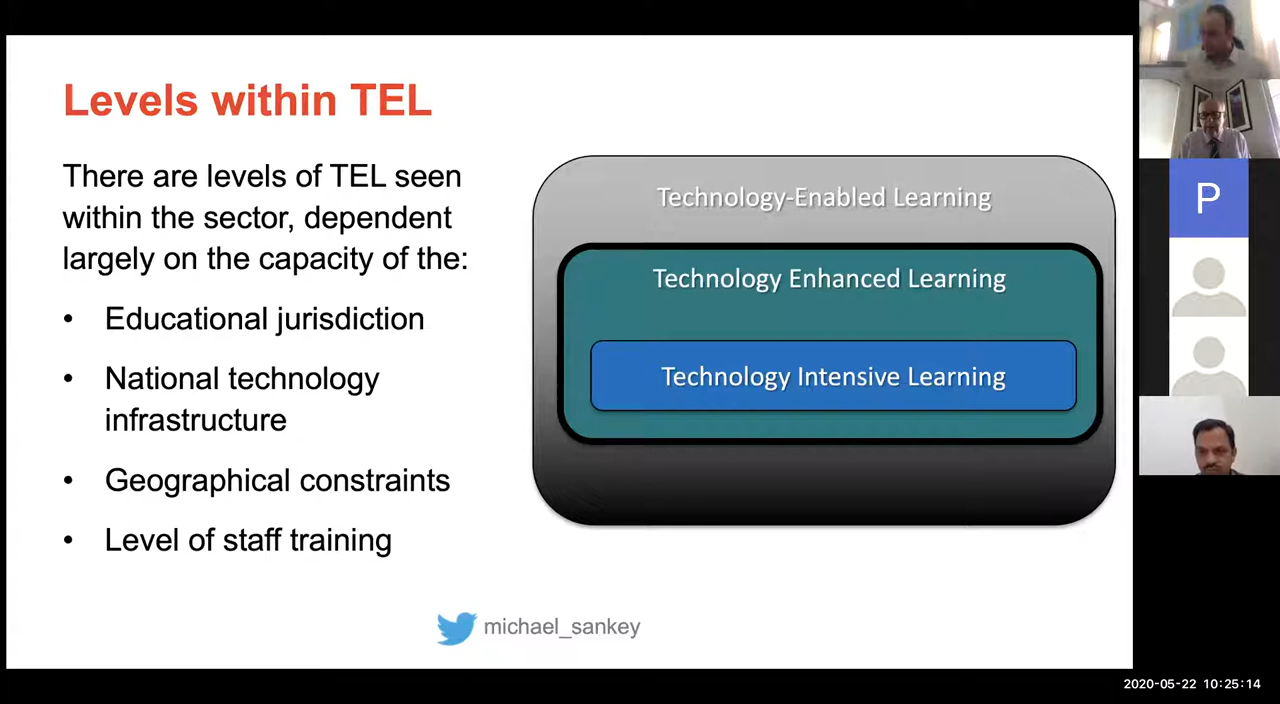 Levels within TEL
There are levels of TEL seen
within the sector, dependent
largely on the capacity of the:
• Educational jurisdiction
• National technology
infrastructure
• Geographical constraints
• Level of staff training
Technology-Enabled Learning
Technology Enhanced Learning
Technology Intensive Learning
michael_sankey
P
2020-05-22 10:25:14